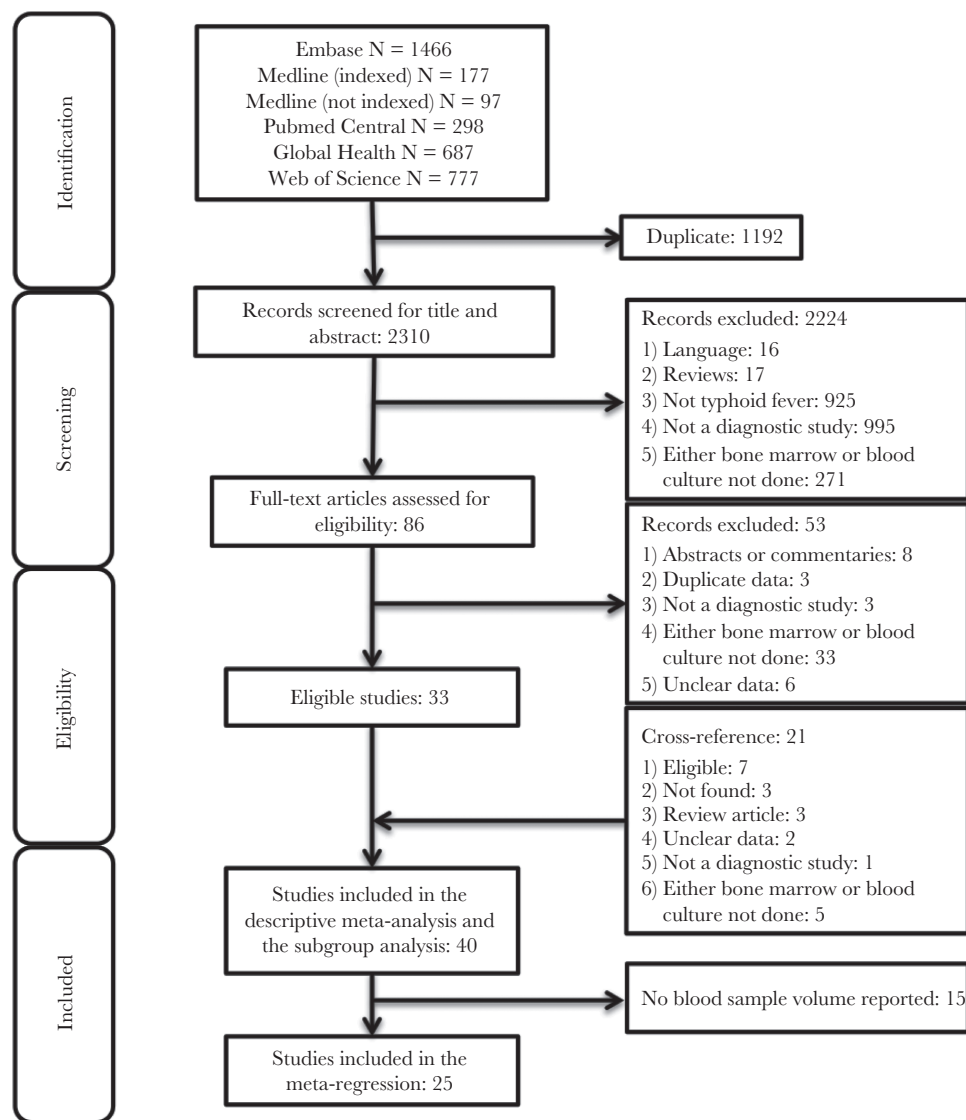 Identification
Embase N = 1466
Medline (indexed) N = 177
Medline (not indexed) N = 97
Pubmed Central N = 298
Global Health N = 687
Web of Science N = 777
Duplicate: 1192
Screening
Records screened for title and
abstract: 2310
Records excluded: 2224
1) Language: 16
2) Reviews: 17
3) Not typhoid fever: 925
4) Not a diagnostic study: 995
5) Either bone marrow or blood
culture not done: 271
Full-text articles assessed for
eligibility: 86
Records excluded: 53
1) Abstracts or commentaries: 8
2) Duplicate data: 3
3) Not a diagnostic study: 3
4) Either bone marrow or blood
culture not done: 33
5) Unclear data: 6
Eligibility
Eligible studies: 33
Cross-reference: 21
1) Eligible: 7
2) Not found: 3
3) Review article: 3
4) Unclear data: 2
5) Not a diagnostic study: 1
6) Either bone marrow or blood
culture not done: 5
Included
Studies included in the
descriptive meta-analysis and
the subgroup analysis: 40
No blood sample volume reported: 15
Studies included in the
meta-regression: 25